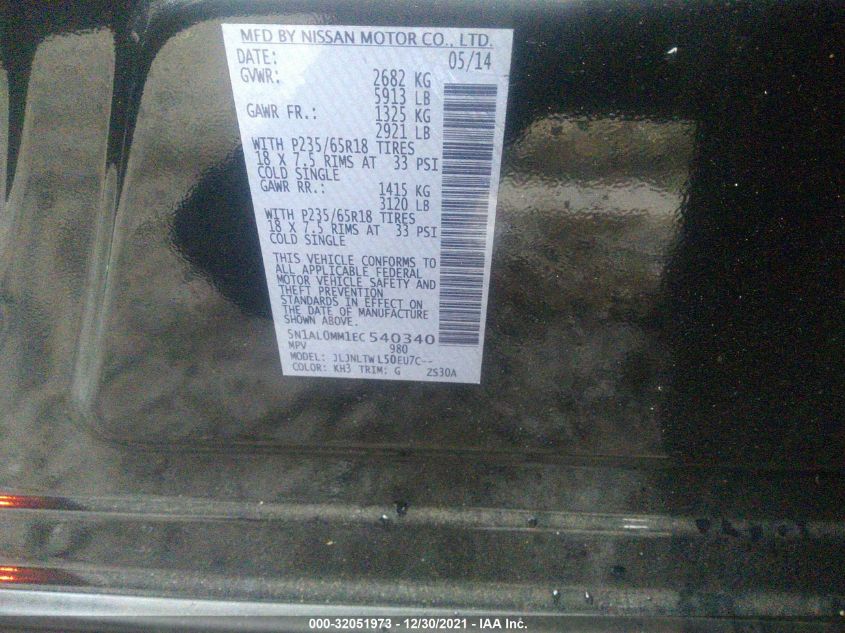 MFD BY NISSAN MOTOR CO., LTD.
DATE: 05/14
GVWR: 2682 KG
5913 LB
GAWR FR.: 1325 KG
2921 LB
WITH P235/65R18 TIRES
18 X 7.5 RIMS AT 33 PSI
COLD SINGLE
GAWR RR.: 1415 KG
3120 LB
WITH P235/65R18 TIRES
18 X 7.5 RIMS AT 33 PSI
COLD SINGLE
THIS VEHICLE CONFORMS TO
ALL APPLICABLE FEDERAL
MOTOR VEHICLE SAFETY AND
THEFT PREVENTION
STANDARDS IN EFFECT ON
THE DATE OF MANUFACTURE
SHOWN ABOVE.
5N1AL0MM1EC540340
MPV 980
MODEL: JLJNLTWL50EU7C--
COLOR: KH3 TRIM: G ZS30A
000-32051973 - 12/30/2021 - IAA Inc.